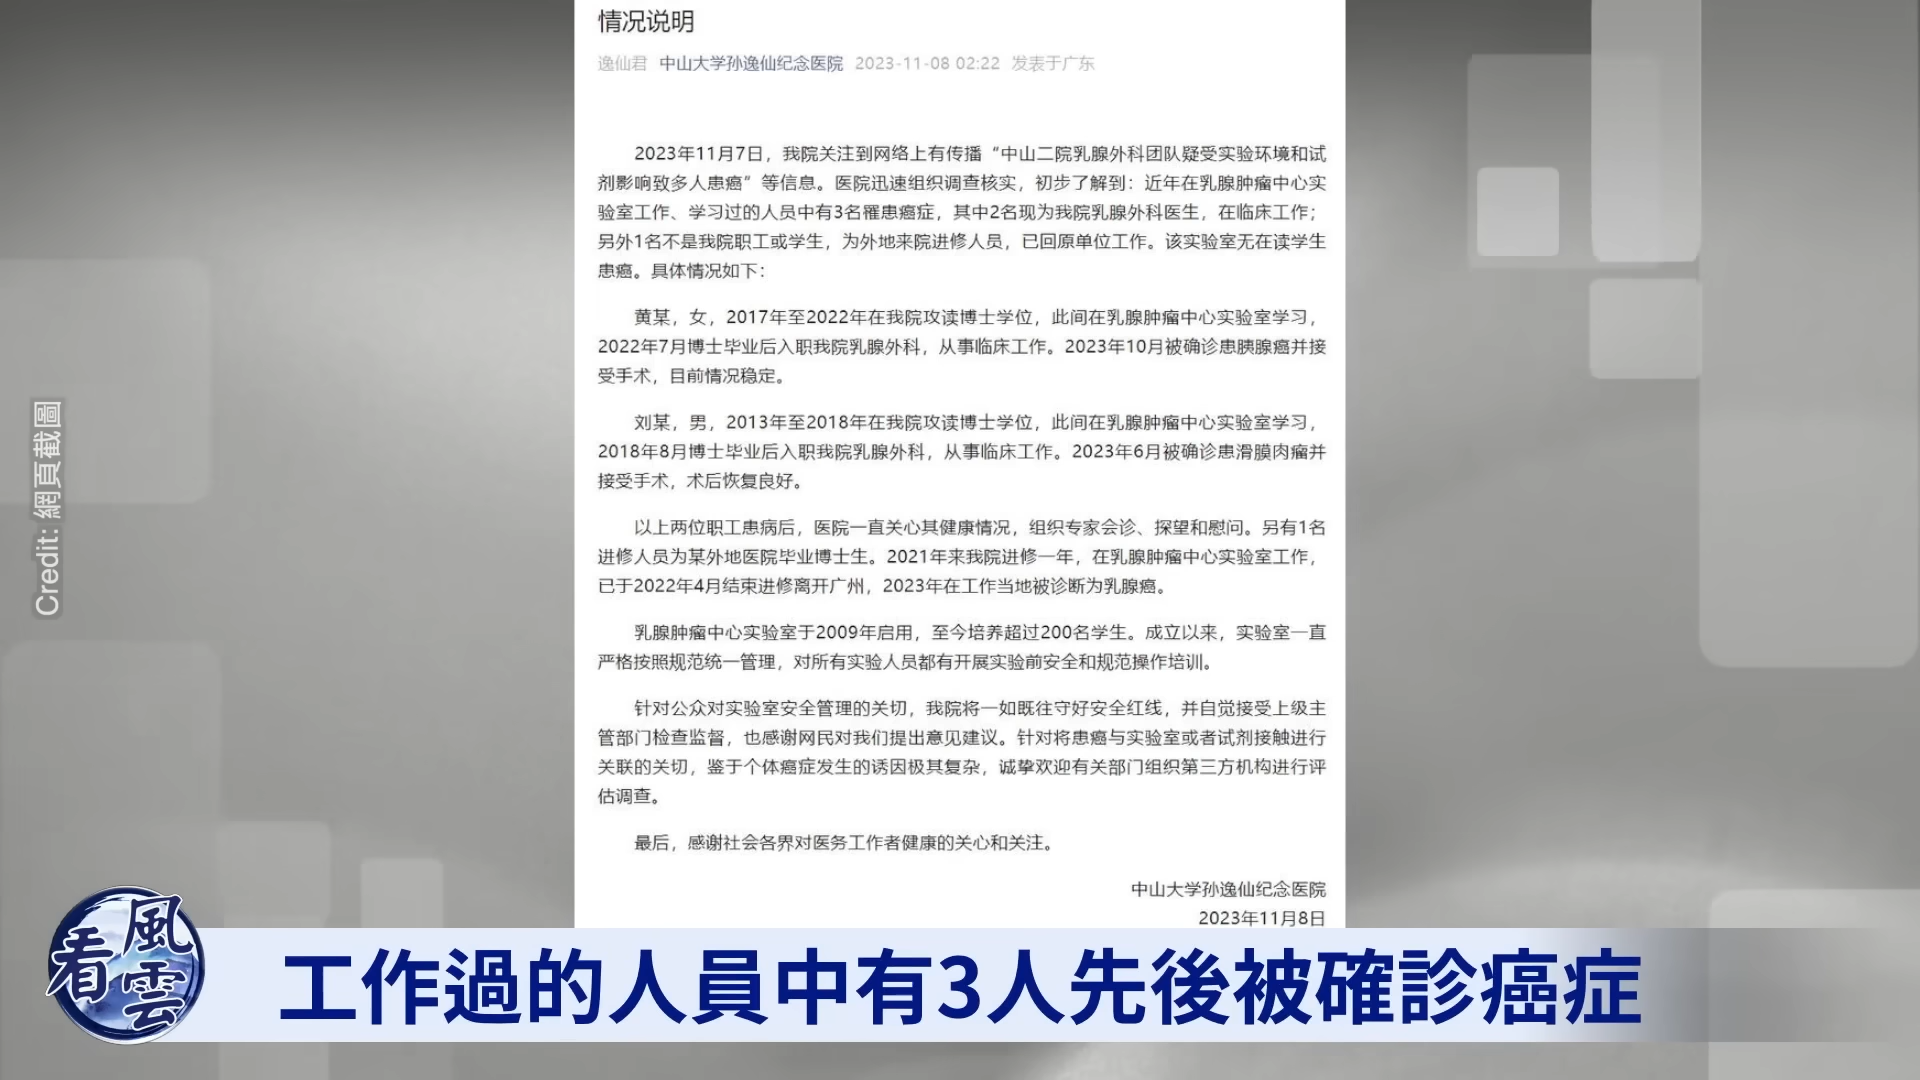 情况说明
逸仙君 中山大学孙逸仙纪念医院 2023-11-08 02:22 发表于广东
2023年11月7日，我院关注到网络上有传播“中山二院乳腺外科团队疑受实验环境和试
剂影响致多人患癌”等信息。医院迅速组织调查核实，初步了解到：近年在乳腺肿瘤中心实
验室工作、学习过的人员中有3名罹患癌症，其中2名现为我院乳腺外科医生，在临床工作；
另外1名不是我院职工或学生，为外地来院进修人员，已回原单位工作。该实验室无在读学生
患癌。具体情况如下：
黄某，女，2017年至2022年在我院攻读博士学位，此间在乳腺肿瘤中心实验室学习，
2022年7月博士毕业后入职我院乳腺外科，从事临床工作。2023年10月被确诊患胰腺癌并接
受手术，目前情况稳定。
刘某，男，2013年至2018年在我院攻读博士学位，此间在乳腺肿瘤中心实验室学习，
2018年8月博士毕业后入职我院乳腺外科，从事临床工作。2023年6月被确诊患滑膜肉瘤并
接受手术，术后恢复良好。
以上两位职工患病后，医院一直关心其健康情况，组织专家会诊、探望和慰问。另有1名
进修人员为某外地医院毕业博士生。2021年来我院进修一年，在乳腺肿瘤中心实验室工作，
已于2022年4月结束进修离开广州，2023年在工作当地被诊断为乳腺癌。
乳腺肿瘤中心实验室于2009年启用，至今培养超过200名学生。成立以来，实验室一直
严格按照规范统一管理，对所有实验人员都有开展实验前安全和规范操作培训。
针对公众对实验室安全管理的关切，我院将一如既往守好安全红线，并自觉接受上级主
管部门检查监督，也感谢网民对我们提出意见建议。针对将患癌与实验室或者试剂接触进行
关联的关切，鉴于个体癌症发生的诱因极其复杂，诚挚欢迎有关部门组织第三方机构进行评
估调查。
最后，感谢社会各界对医务工作者健康的关心和关注。
中山大学孙逸仙纪念医院
2023年11月8日
Credit: 網頁截圖
風雲
看
工作過的人員中有3人先後被確診癌症